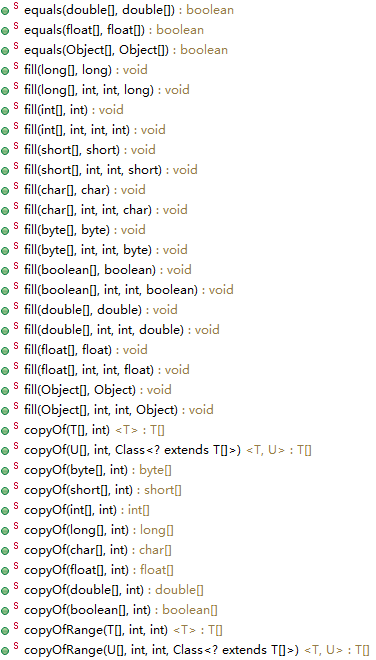 S equals(double[], double[]) : boolean
S equals(float[], float[]) : boolean
S equals(Object[], Object[]) : boolean
S fill(long[], long) : void
S fill(long[], int, int, long) : void
S fill(int[], int) : void
S fill(int[], int, int, int) : void
S fill(short[], short) : void
S fill(short[], int, int, short) : void
S fill(char[], char) : void
S fill(char[], int, int, char) : void
S fill(byte[], byte) : void
S fill(byte[], int, int, byte) : void
S fill(boolean[], boolean) : void
S fill(boolean[], int, int, boolean) : void
S fill(double[], double) : void
S fill(double[], int, int, double) : void
S fill(float[], float) : void
S fill(float[], int, int, float) : void
S fill(Object[], Object) : void
S fill(Object[], int, int, Object) : void
S copyOf(T[], int) <T> : T[]
S copyOf(U[], int, Class<? extends T[]>) <T, U> : T[]
S copyOf(byte[], int) : byte[]
S copyOf(short[], int) : short[]
S copyOf(int[], int) : int[]
S copyOf(long[], int) : long[]
S copyOf(char[], int) : char[]
S copyOf(float[], int) : float[]
S copyOf(double[], int) : double[]
S copyOf(boolean[], int) : boolean[]
S copyOfRange(T[], int, int) <T> : T[]
S copyOfRange(U[], int, int, Class<? extends T[]>) <T, U> : T[]